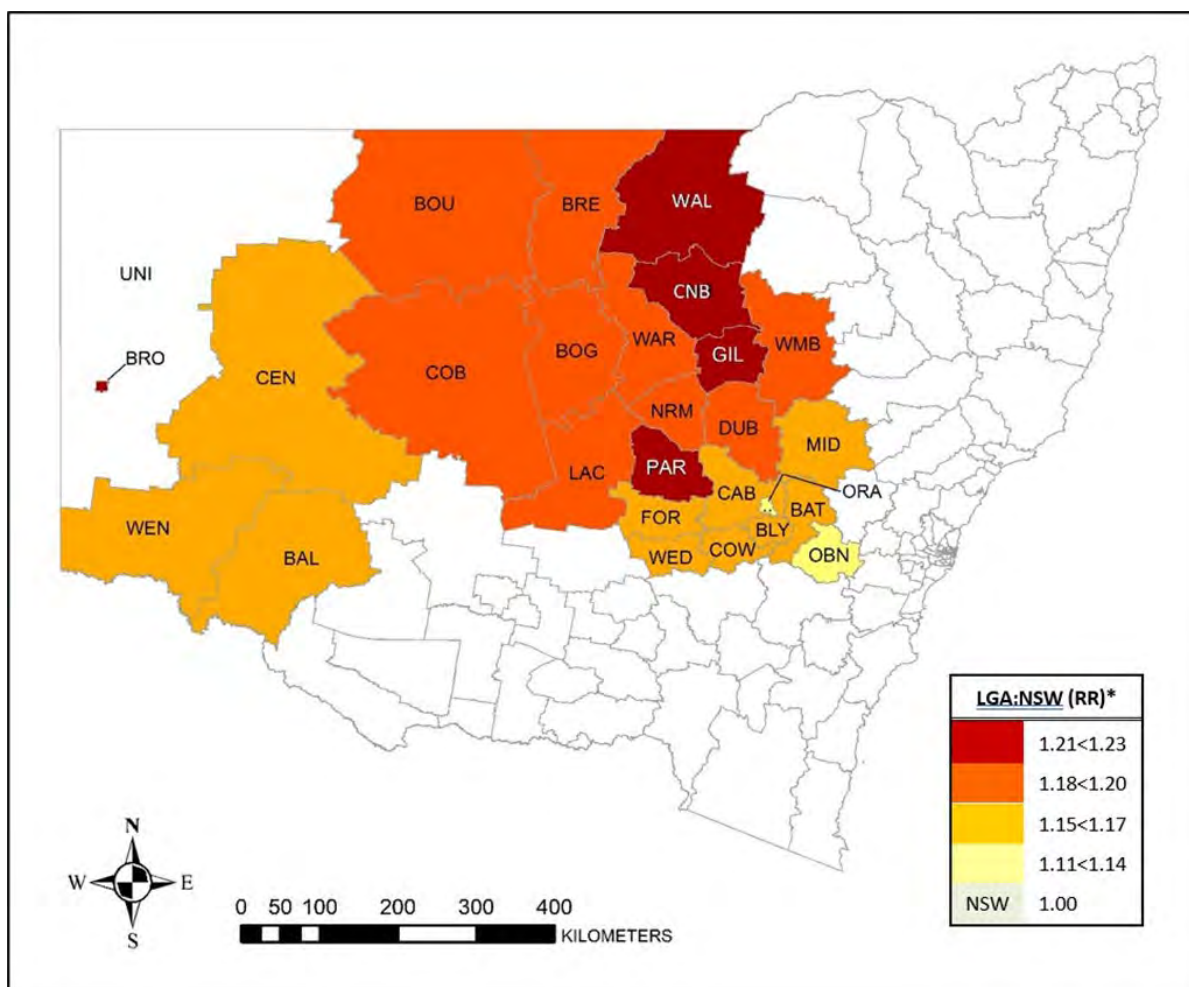 BOU
BRE
WAL
UNI
CNB
BRO
CEN
COB
BOG
WAR
GIL
WMB
NRM
DUB
MID
LAC
PAR
CAB
ORA
WEN
BAL
FOR
BAT
BLY
WED
COW
OBN
LGA:NSW (RR)*
1.21<1.23
1.18<1.20
1.15<1.17
1.11<1.14
NSW 1.00
N
W E
S
0 50 100 200 300 400
KILOMETERS